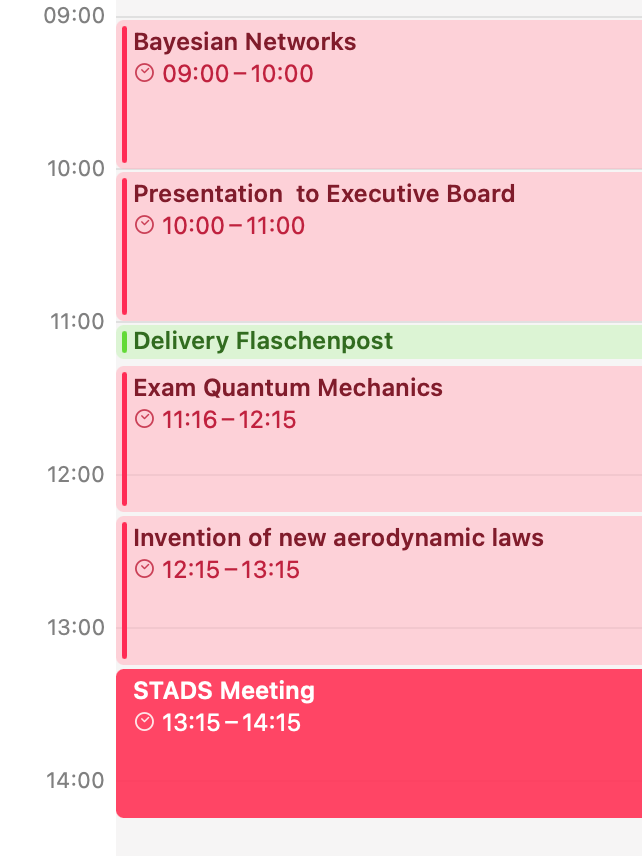 09:00
Bayesian Networks
09:00 – 10:00
10:00
Presentation  to Executive Board
10:00 – 11:00
11:00
Delivery Flaschenpost
Exam Quantum Mechanics
11:16 – 12:15
12:00
Invention of new aerodynamic laws
12:15 – 13:15
13:00
STADS Meeting
13:15 – 14:15
14:00